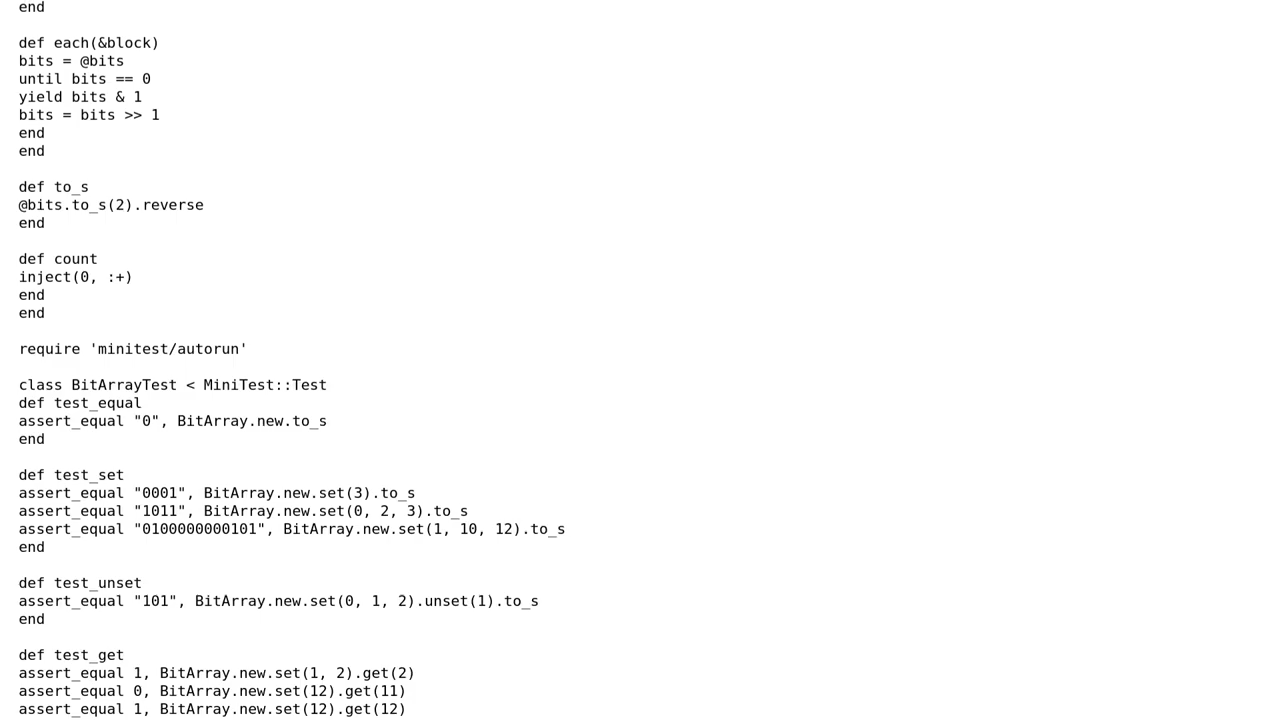 end

def each(&block)
bits = @bits
until bits == 0
yield bits & 1
bits = bits >> 1
end
end

def to_s
@bits.to_s(2).reverse
end

def count
inject(0, :+)
end
end

require 'minitest/autorun'

class BitArrayTest < MiniTest::Test
def test_equal
assert_equal "0", BitArray.new.to_s
end

def test_set
assert_equal "0001", BitArray.new.set(3).to_s
assert_equal "1011", BitArray.new.set(0, 2, 3).to_s
assert_equal "0100000000101", BitArray.new.set(1, 10, 12).to_s
end

def test_unset
assert_equal "101", BitArray.new.set(0, 1, 2).unset(1).to_s
end

def test_get
assert_equal 1, BitArray.new.set(1, 2).get(2)
assert_equal 0, BitArray.new.set(12).get(11)
assert_equal 1, BitArray.new.set(12).get(12)